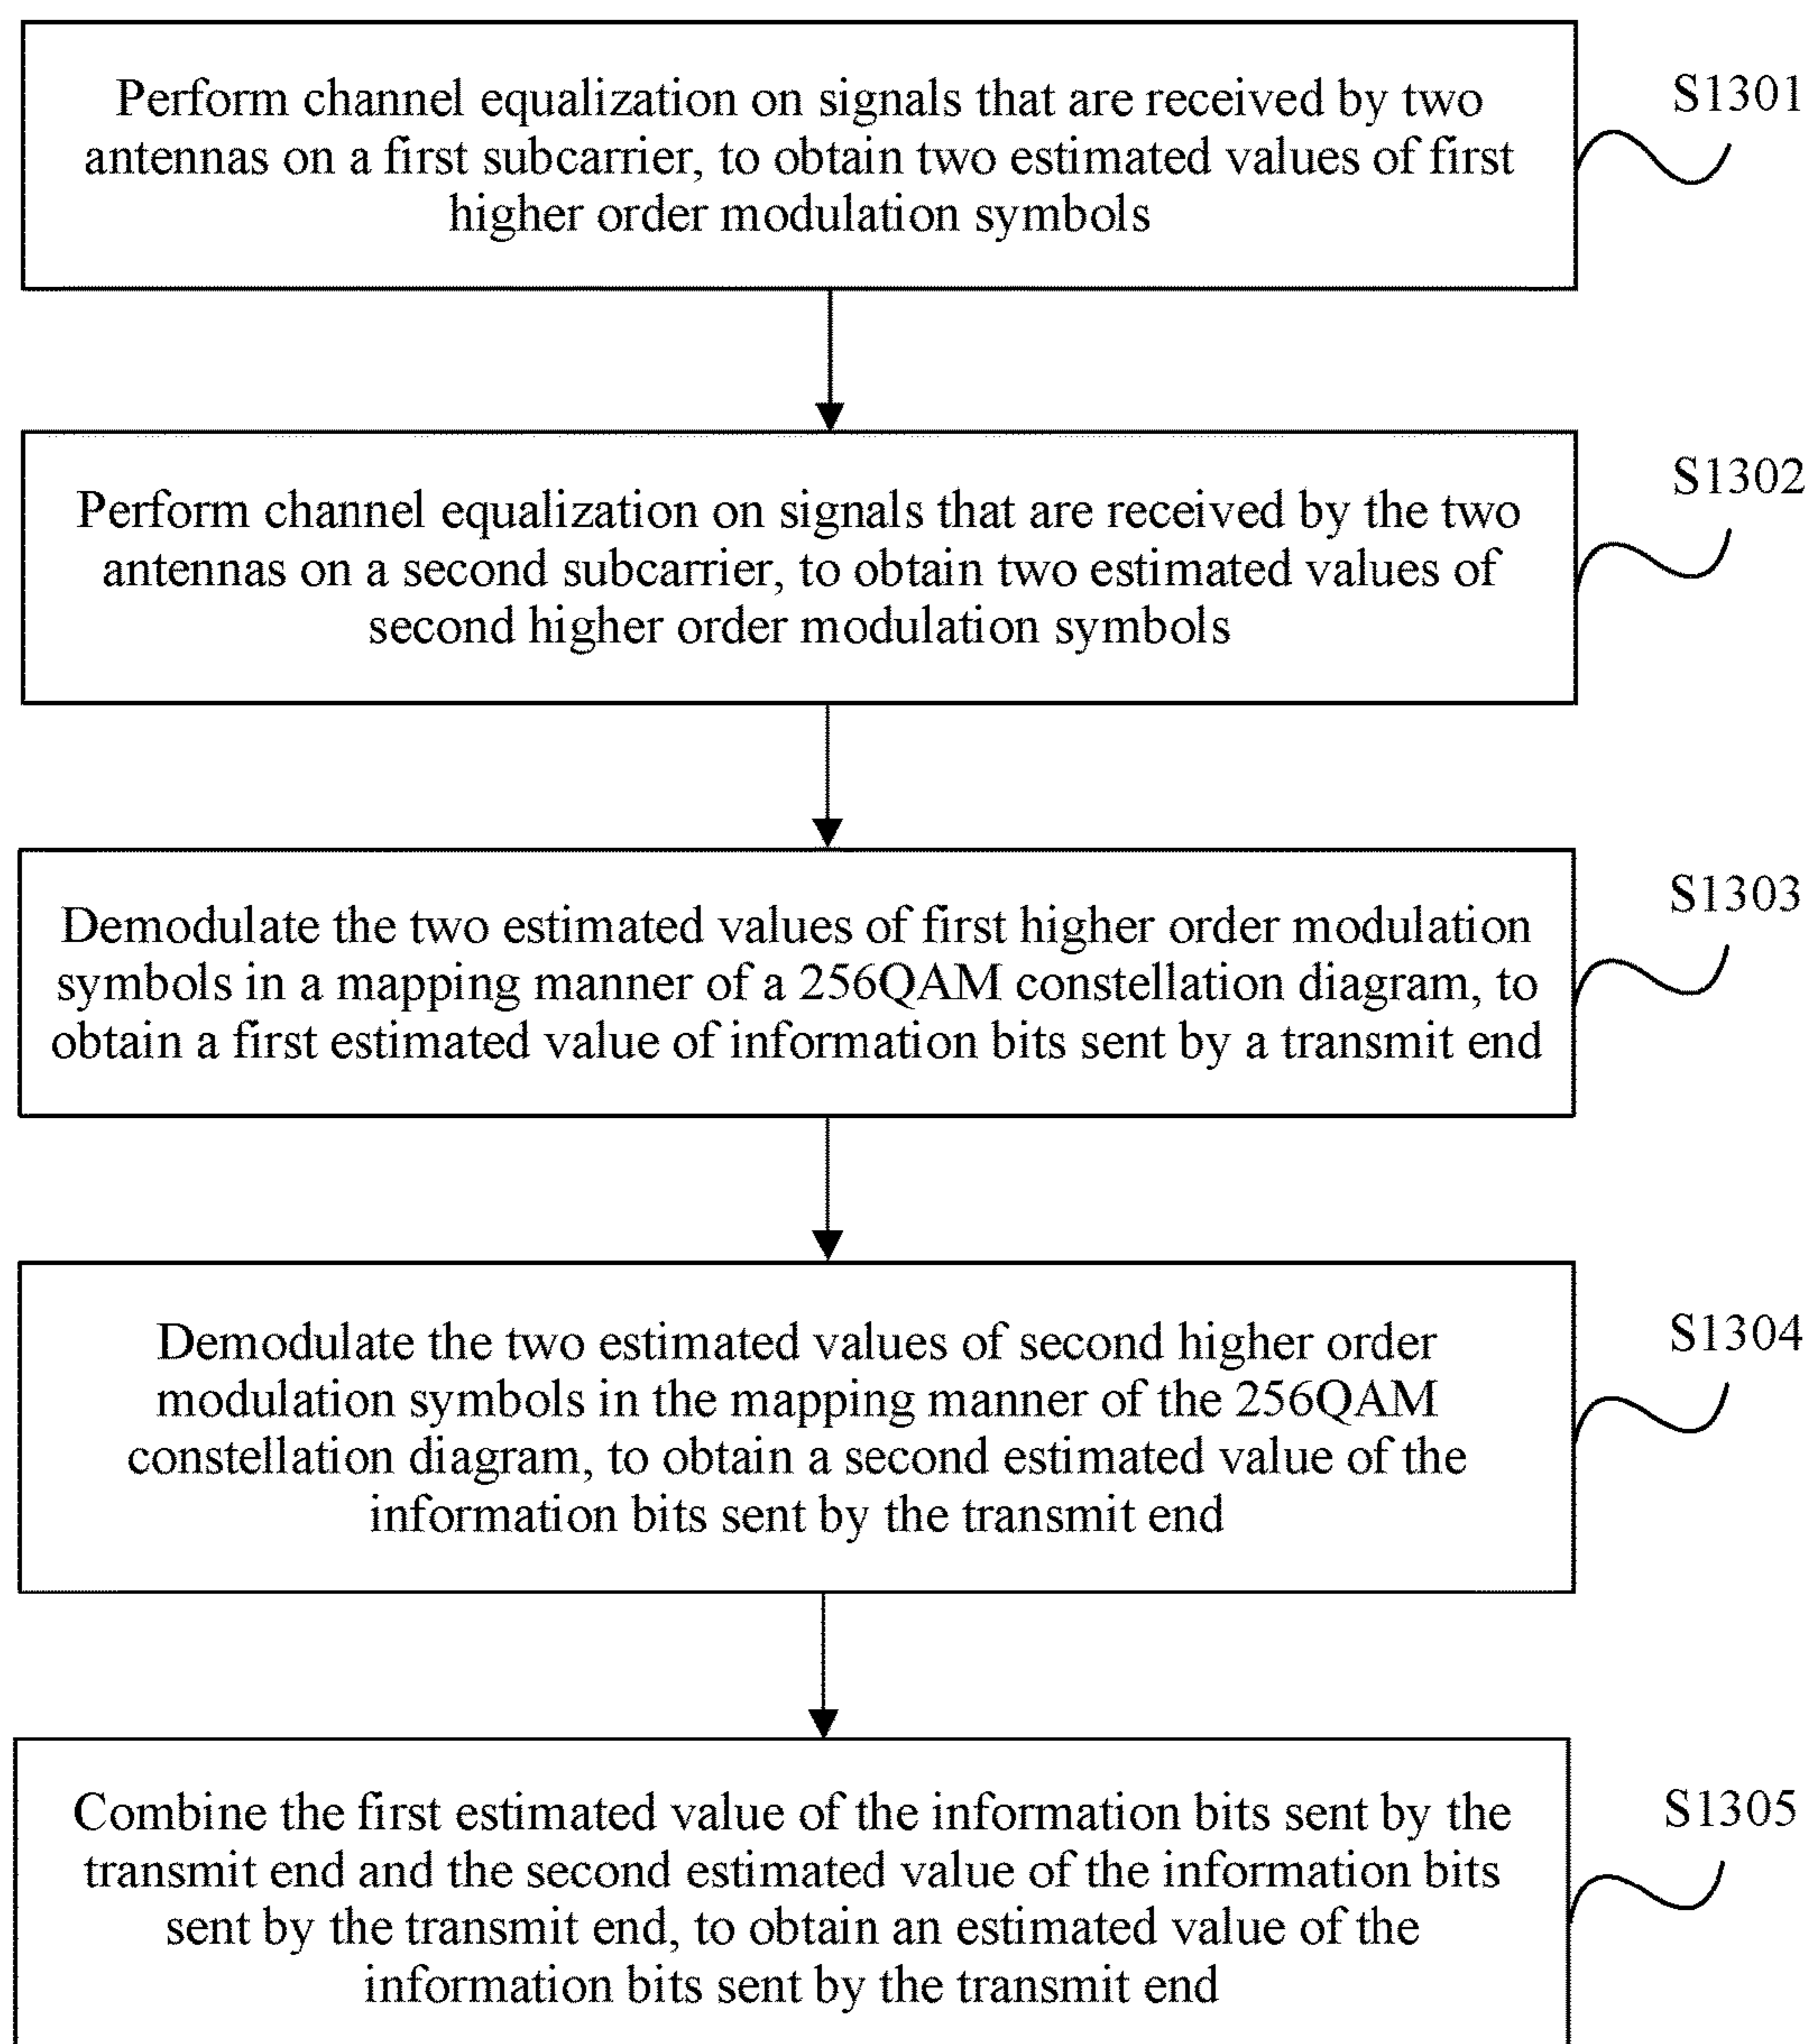 Perform channel equalization on signals that are received by two
antennas on a first subcarrier, to obtain two estimated values of first
higher order modulation symbols
S1301
Perform channel equalization on signals that are received by the two
antennas on a second subcarrier, to obtain two estimated values of
second higher order modulation symbols
S1302
Demodulate the two estimated values of first higher order modulation
symbols in a mapping manner of a 256QAM constellation diagram, to
obtain a first estimated value of information bits sent by a transmit end
S1303
Demodulate the two estimated values of second higher order
modulation symbols in the mapping manner of the 256QAM
constellation diagram, to obtain a second estimated value of the
information bits sent by the transmit end
S1304
Combine the first estimated value of the information bits sent by the
transmit end and the second estimated value of the information bits
sent by the transmit end, to obtain an estimated value of the
information bits sent by the transmit end
S1305